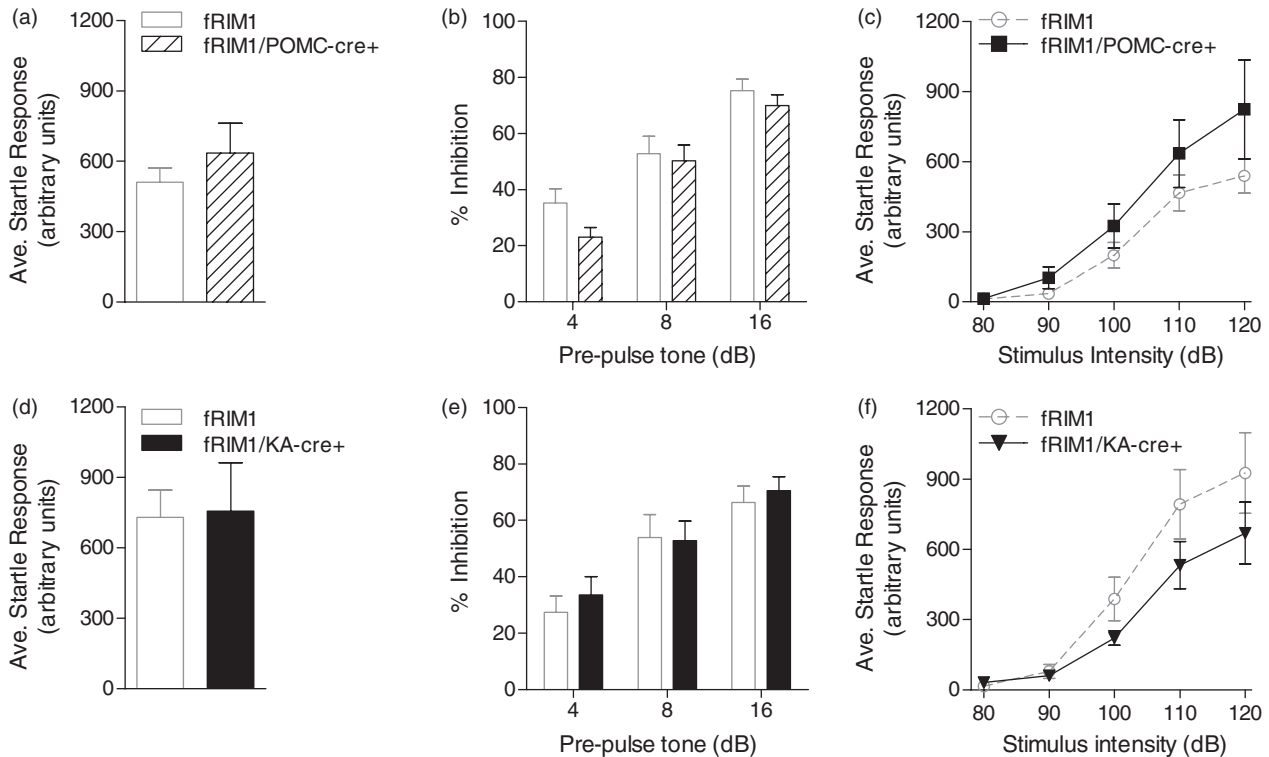 (a)
1200
900
600
300
0
Ave. Startle Response
(arbitrary units)
fRIM1
fRIM1/POMC-cre+
(b)
100
80
60
40
20
0
% Inhibition
4 8 16
Pre-pulse tone (dB)
(c)
1200
900
600
300
0
Ave. Startle Response
(arbitrary units)
fRIM1
fRIM1/POMC-cre+
80 90 100 110 120
Stimulus Intensity (dB)
(d)
1200
900
600
300
0
Ave. Startle Response
(arbitrary units)
fRIM1
fRIM1/KA-cre+
(e)
100
80
60
40
20
0
% Inhibition
4 8 16
Pre-pulse tone (dB)
(f)
1200
900
600
300
0
Ave. Startle Response
(arbitrary units)
fRIM1
fRIM1/KA-cre+
80 90 100 110 120
Stimulus intensity (dB)